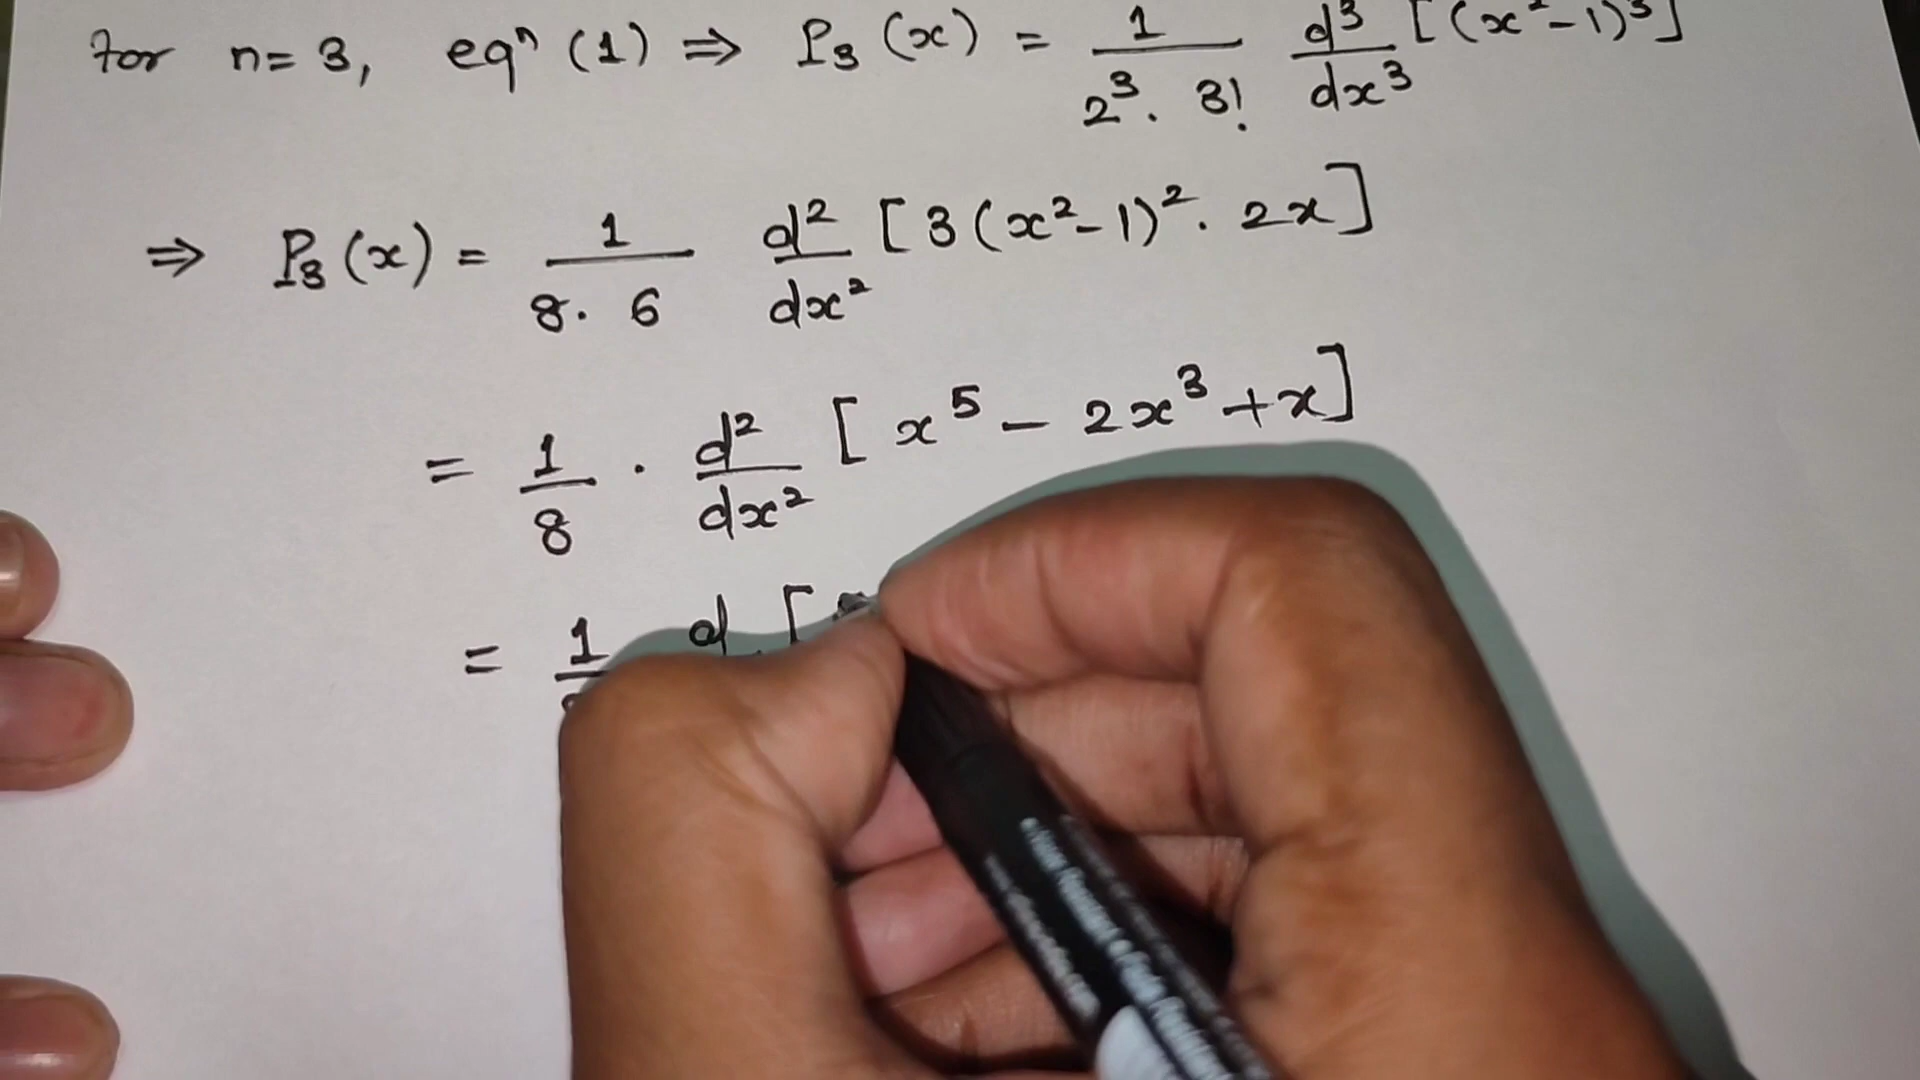 For n = 3, eqⁿ (1) ⇒ P₃(x) = 1/(2³. 3!) d³/dx³ [(x²-1)³]
⇒ P₃(x) = 1/(8. 6) d²/dx² [3(x²-1)². 2x]
= 1/8 . d²/dx² [x⁵ - 2x³ + x]
= 1/ d [